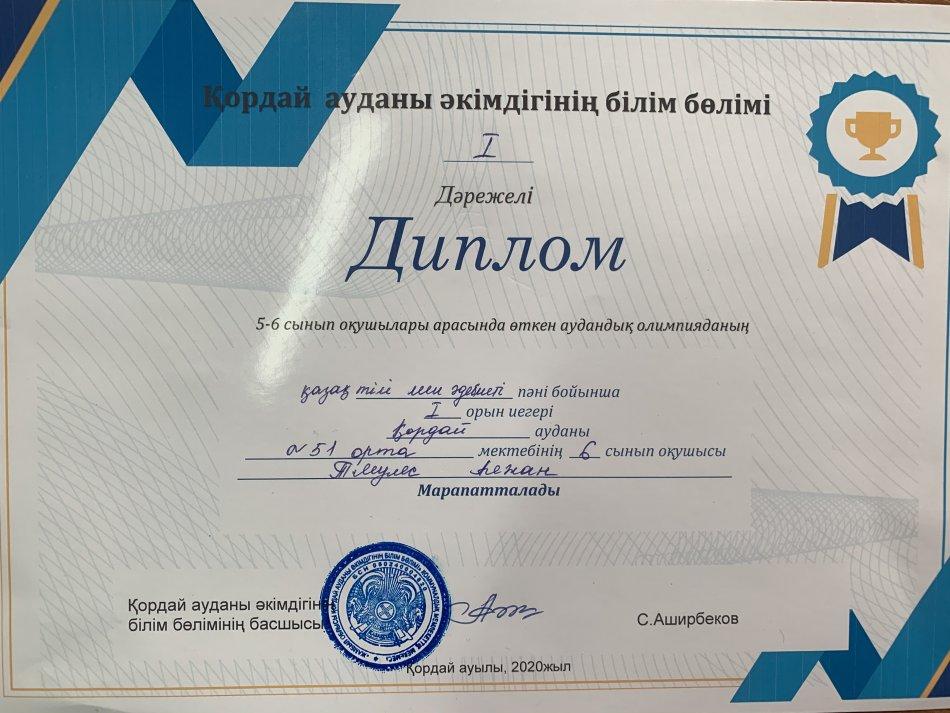 Қордай ауданы әкімдігінің білім бөлімі
I
Дәрежелі
Диплом
5-6 сынып оқушылары арасында өткен аудандық олимпияданың
қазақ тілі мен әдебиеті пәні бойынша
I орын иегері
Қордай ауданы
№51 орта мектебінің 6 сынып оқушысы
Марапатталады
Қордай ауданы әкімдігінің
білім бөлімінің басшысы
С.Аширбеков
Қордай ауылы, 2020жыл